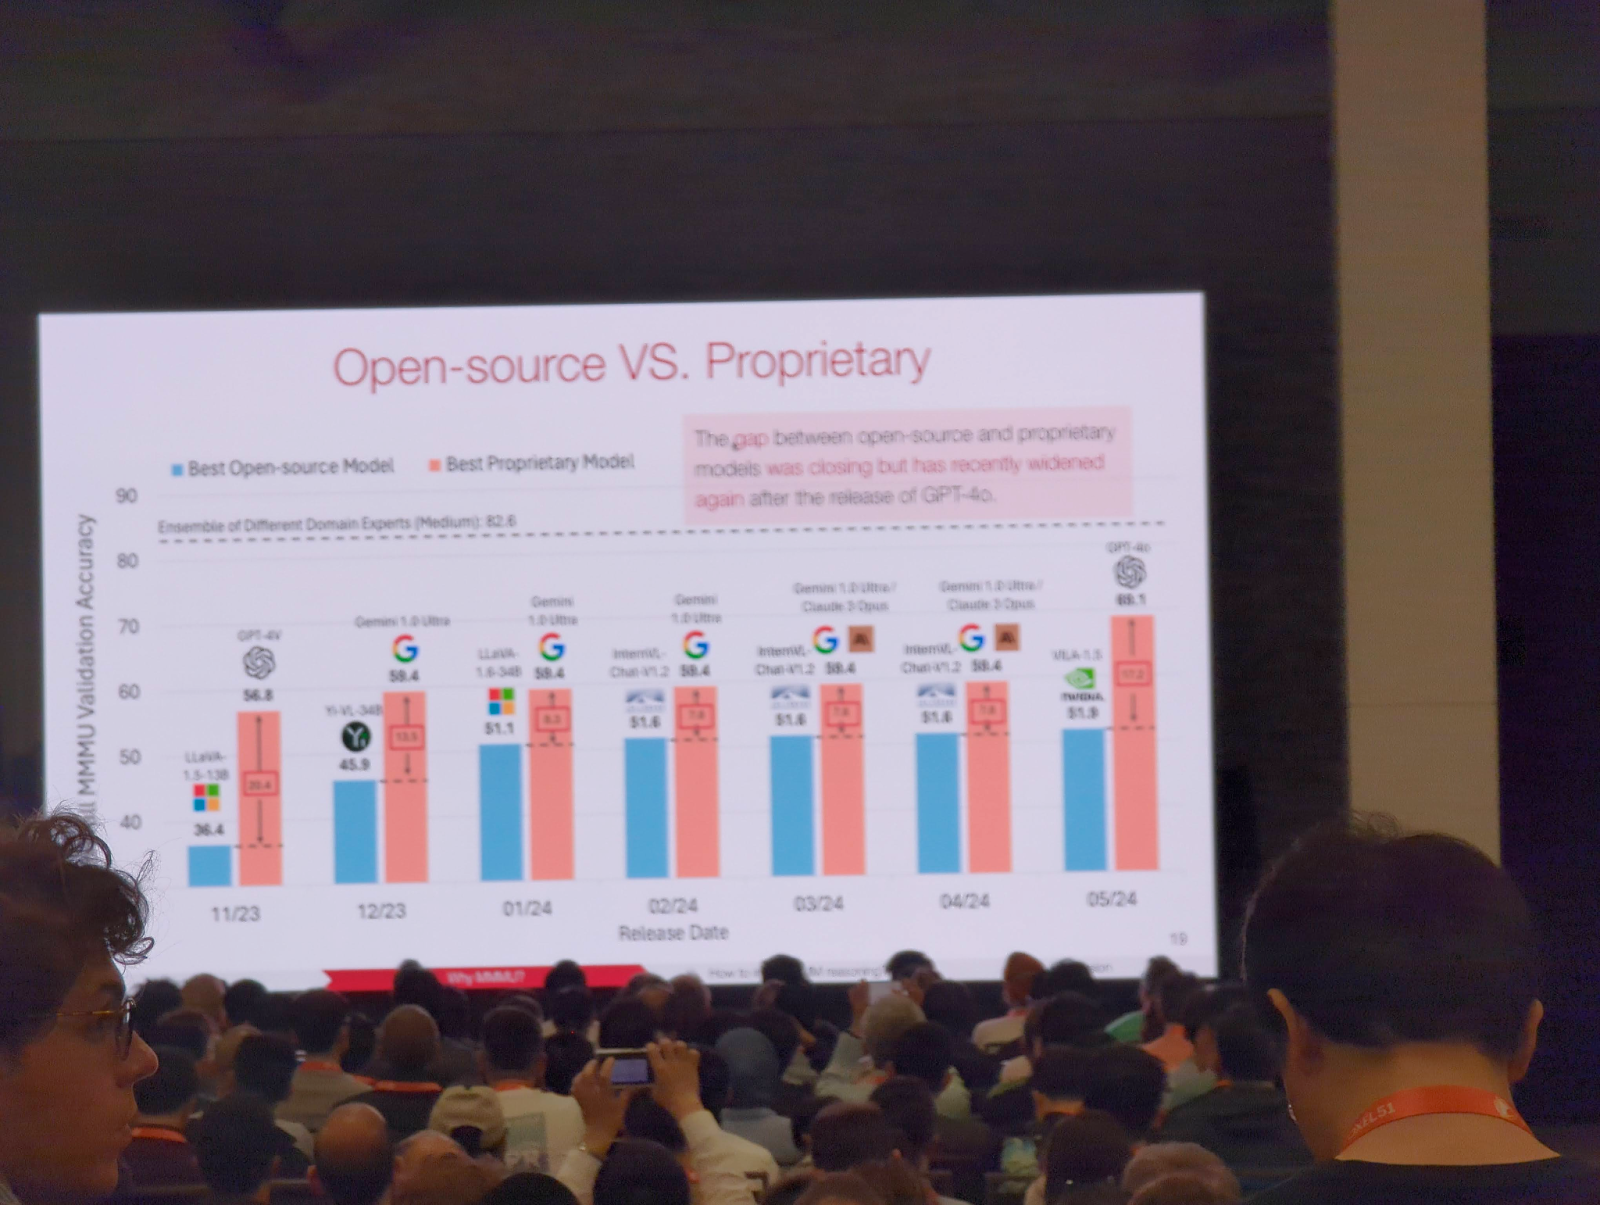 Open-source VS. Proprietary
The gap between open-source and proprietary
models was closing but has recently widened
again after the release of GPT-4o.
Best Open-source Model
Best Proprietary Model
90
Ensemble of Different Domain Experts (Medium): 82.6
80
70
60
50
40
MMMU Validation Accuracy
LLaVA-
1.5-13B
36.4
GPT-4V
56.8
20.4
Yi-VL-34B
45.9
Gemini 1.0 Ultra
59.4
13.5
LLaVA-
1.6-34B
51.1
Gemini
1.0 Ultra
59.4
8.3
InternVL-
Chat-V1.2
51.6
Gemini
1.0 Ultra
59.4
7.8
InternVL-
Chat-V1.2
51.6
Gemini 1.0 Ultra /
Claude 3 Opus
59.4
7.8
InternVL-
Chat-V1.2
51.6
Gemini 1.0 Ultra /
Claude 3 Opus
59.4
7.8
VILA-1.5
NVIDIA.
51.9
GPT-4o
69.1
17.2
11/23
12/23
01/24
02/24
03/24
04/24
05/24
Release Date
19
Why MMMU?
How to
reasoning